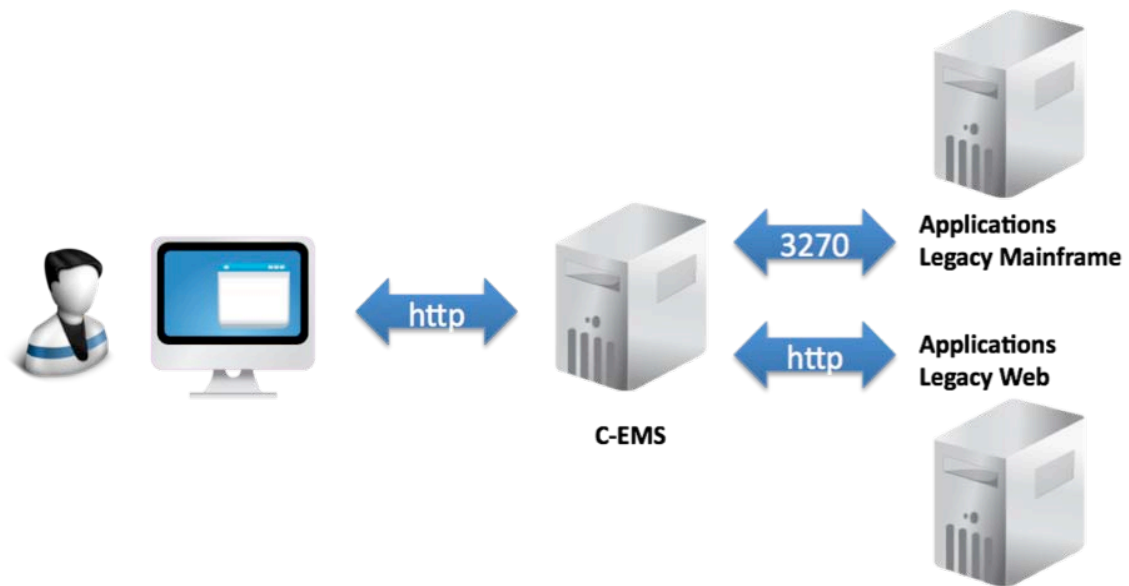 http
C-EMS
3270
Applications
Legacy Mainframe
http
Applications
Legacy Web